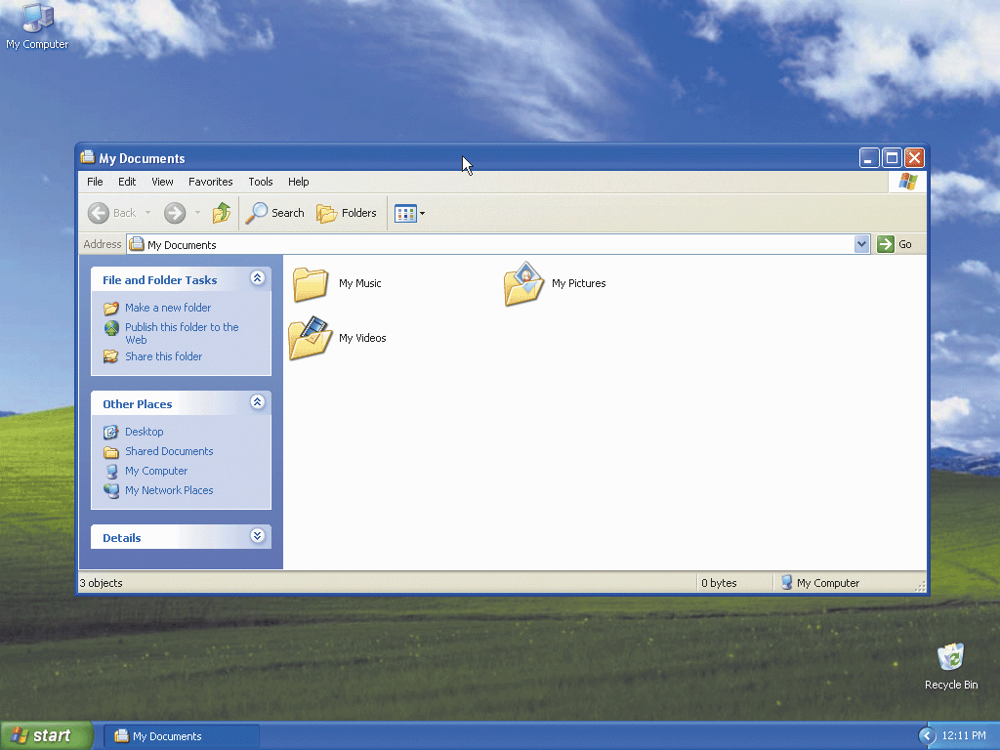 My Computer
My Documents
File Edit View Favorites Tools Help
Back Search Folders
Address My Documents Go
File and Folder Tasks
Make a new folder
Publish this folder to the
Web
Share this folder
Other Places
Desktop
Shared Documents
My Computer
My Network Places
Details
My Music My Pictures
My Videos
3 objects 0 bytes My Computer
Recycle Bin
start My Documents 12:11 PM